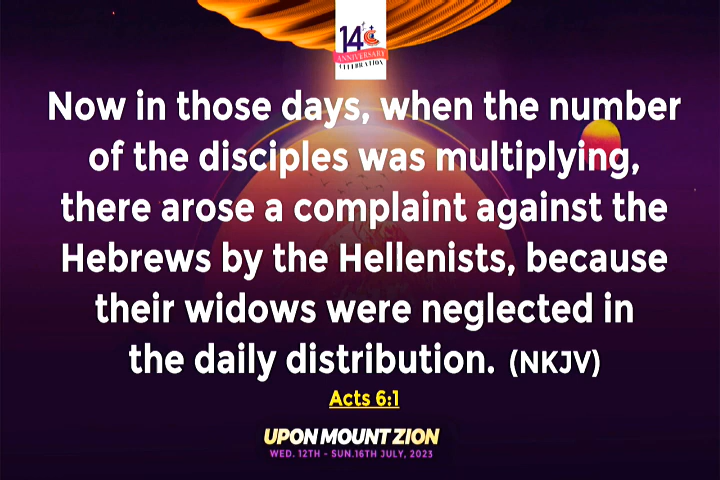 14
ANNIVERSARY
CELEBRATION
Now in those days, when the number
of the disciples was multiplying,
there arose a complaint against the
Hebrews by the Hellenists, because
their widows were neglected in
the daily distribution. (NKJV)
Acts 6:1
UPON MOUNT ZION
WED. 12TH - SUN.16TH JULY, 2023